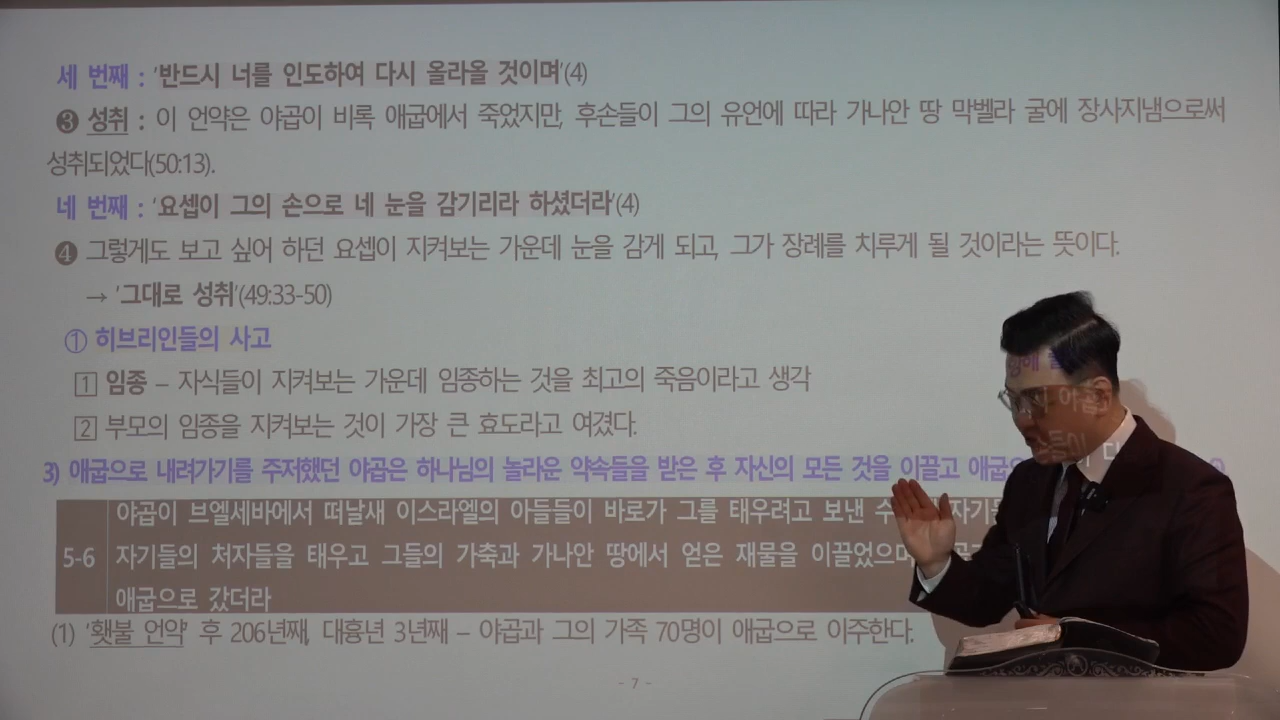 세 번째 : '반드시 너를 인도하여 다시 올라올 것이며'(4)
❸ 성취 : 이 언약은 야곱이 비록 애굽에서 죽었지만, 후손들이 그의 유언에 따라 가나안 땅 막벨라 굴에 장사지냄으로써
성취되었다(50:13).
네 번째 : '요셉이 그의 손으로 네 눈을 감기리라 하셨더라'(4)
❹ 그렇게도 보고 싶어 하던 요셉이 지켜보는 가운데 눈을 감게 되고, 그가 장례를 치루게 될 것이라는 뜻이다.
→ '그대로 성취'(49:33-50)
① 히브리인들의 사고
1 임종 – 자식들이 지켜보는 가운데 임종하는 것을 최고의 죽음이라고 생각
2 부모의 임종을 지켜보는 것이 가장 큰 효도라고 여겼다.
3) 애굽으로 내려가기를 주저했던 야곱은 하나님의 놀라운 약속들을 받은 후 자신의 모든 것을 이끌고
5-6 야곱이 브엘세바에서 떠날새 이스라엘의 아들들이 바로가 그를 태우려고 보낸
자기들의 처자들을 태우고 그들의 가축과 가나안 땅에서 얻은 재물을 이끌었으며
애굽으로 갔더라
(1) '횃불 언약' 후 206년째, 대흉년 3년째 – 야곱과 그의 가족 70명이 애굽으로 이주한다.
- 7 -